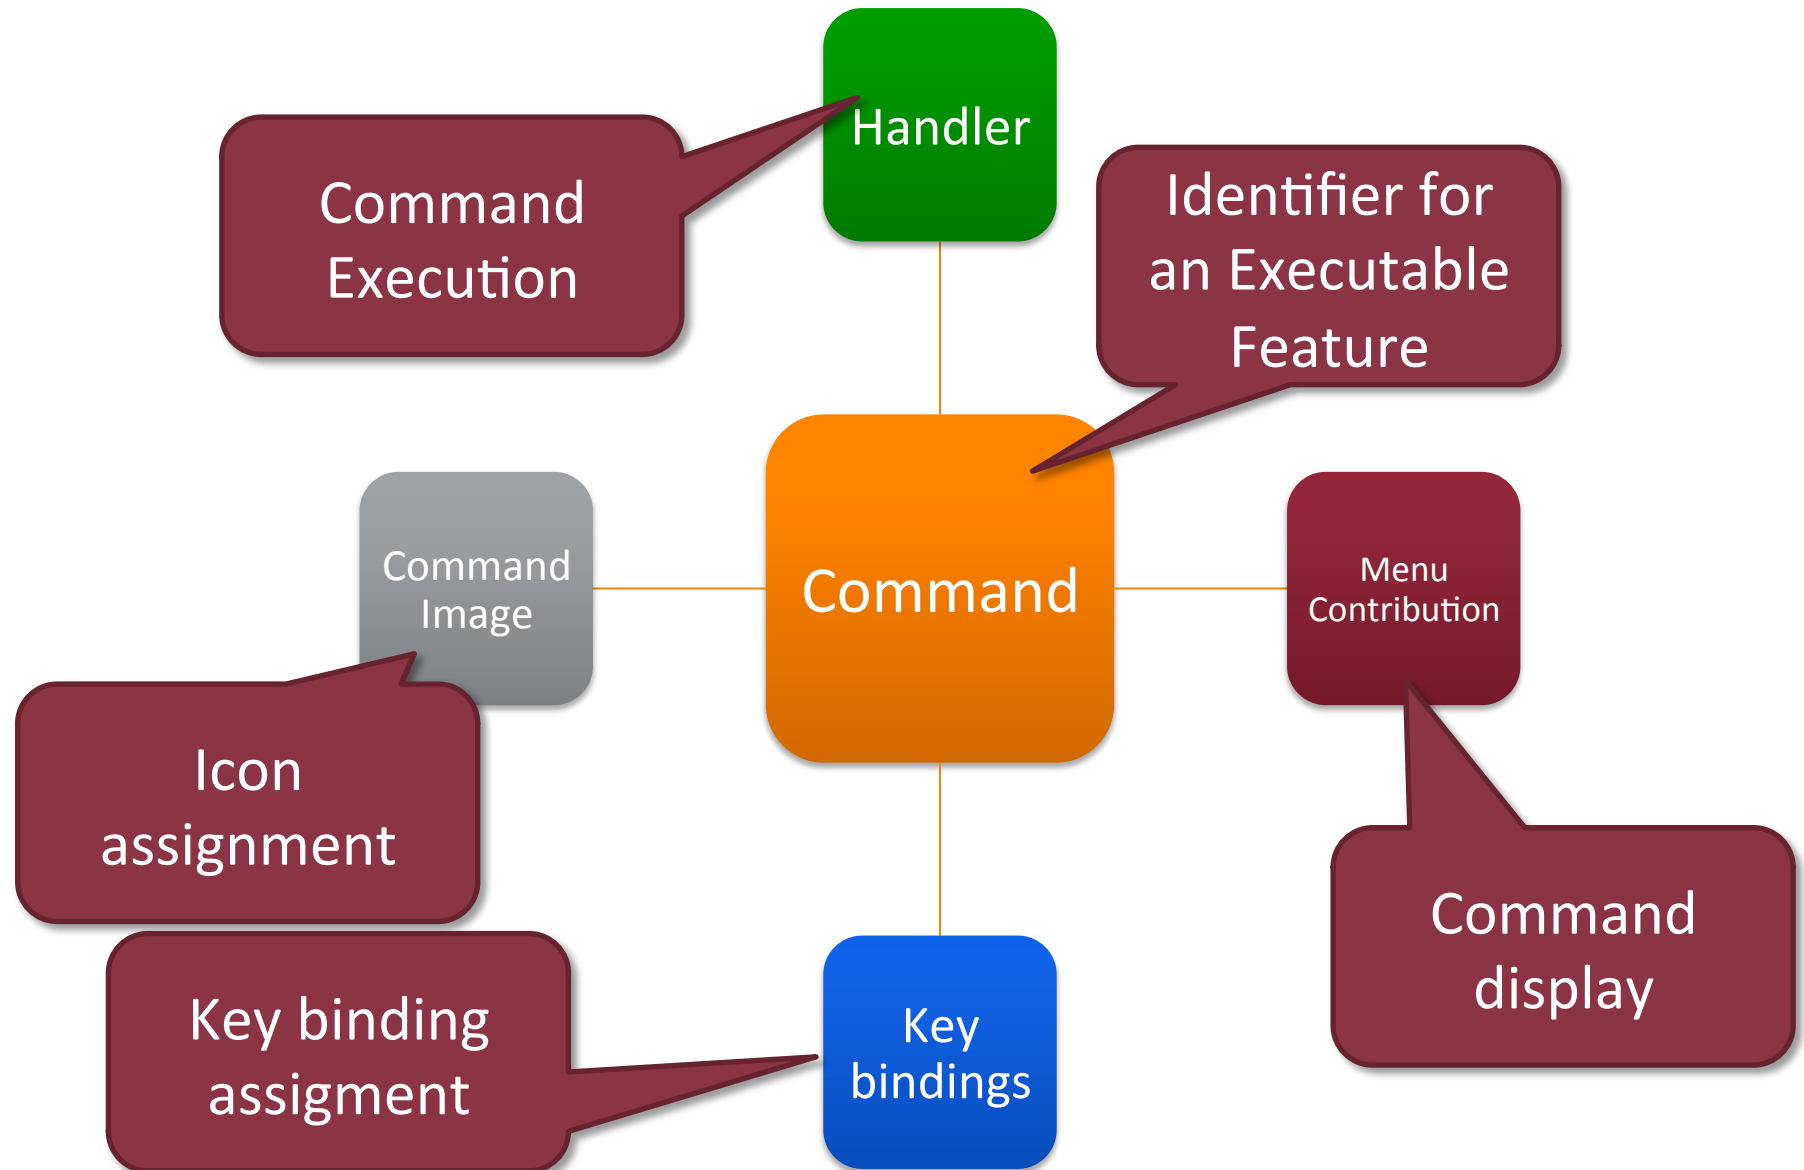 Handler
Command
Execution
Identifier for
an Executable
Feature
Command
Image
Command
Menu
Contribution
Icon
assignment
Command
display
Key binding
assigment
Key
bindings